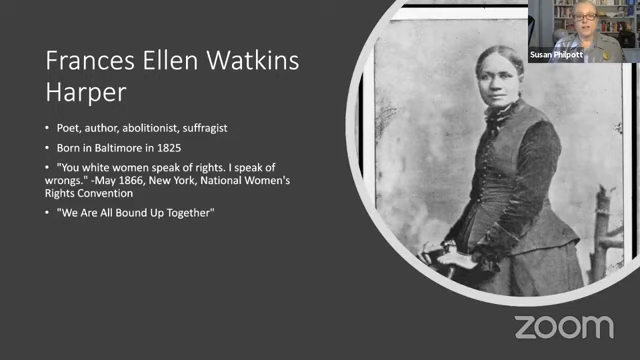 Frances Ellen Watkins
Harper
• Poet, author, abolitionist, suffragist
• Born in Baltimore in 1825
• "You white women speak of rights. I speak of
wrongs." -May 1866, New York, National Women's
Rights Convention
• "We Are All Bound Up Together"
Susan Philpott
zoom